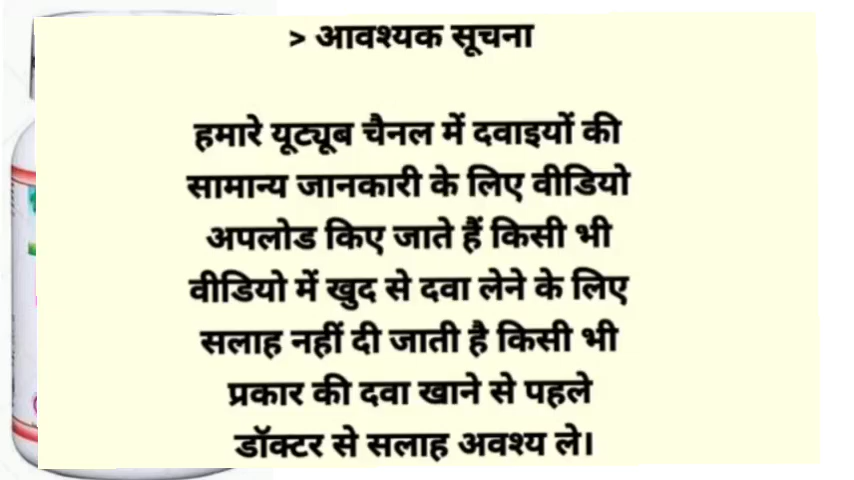 > आवश्यक सूचना
हमारे यूट्यूब चैनल में दवाइयों की
सामान्य जानकारी के लिए वीडियो
अपलोड किए जाते हैं किसी भी
वीडियो में खुद से दवा लेने के लिए
सलाह नहीं दी जाती है किसी भी
प्रकार की दवा खाने से पहले
डॉक्टर से सलाह अवश्य ले।